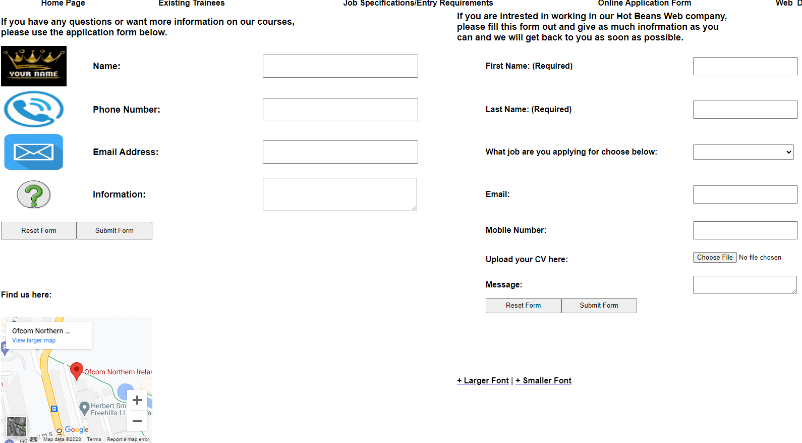 Home Page Existing Trainees Job Specifications/Entry Requirements Online Application Form Web D
If you have any questions or want more information on our courses,
please use the application form below.
YOUR NAME
Name:
Phone Number:
Email Address:
?
Information:
Reset Form Submit Form
Find us here:
Ofcom Northern ...
View larger map
Ofcom Northern Irelan
Herbert Sm
Freehills LL
+
−
Google
Map data ©2023 Terms Report a map error
If you are intrested in working in our Hot Beans Web company,
please fill this form out and give as much inofrmation as you
can and we will get back to you as soon as possible.
First Name: (Required)
Last Name: (Required)
What job are you applying for choose below:
Email:
Mobile Number:
Upload your CV here: Choose File No file chosen
Message:
Reset Form Submit Form
+ Larger Font | + Smaller Font